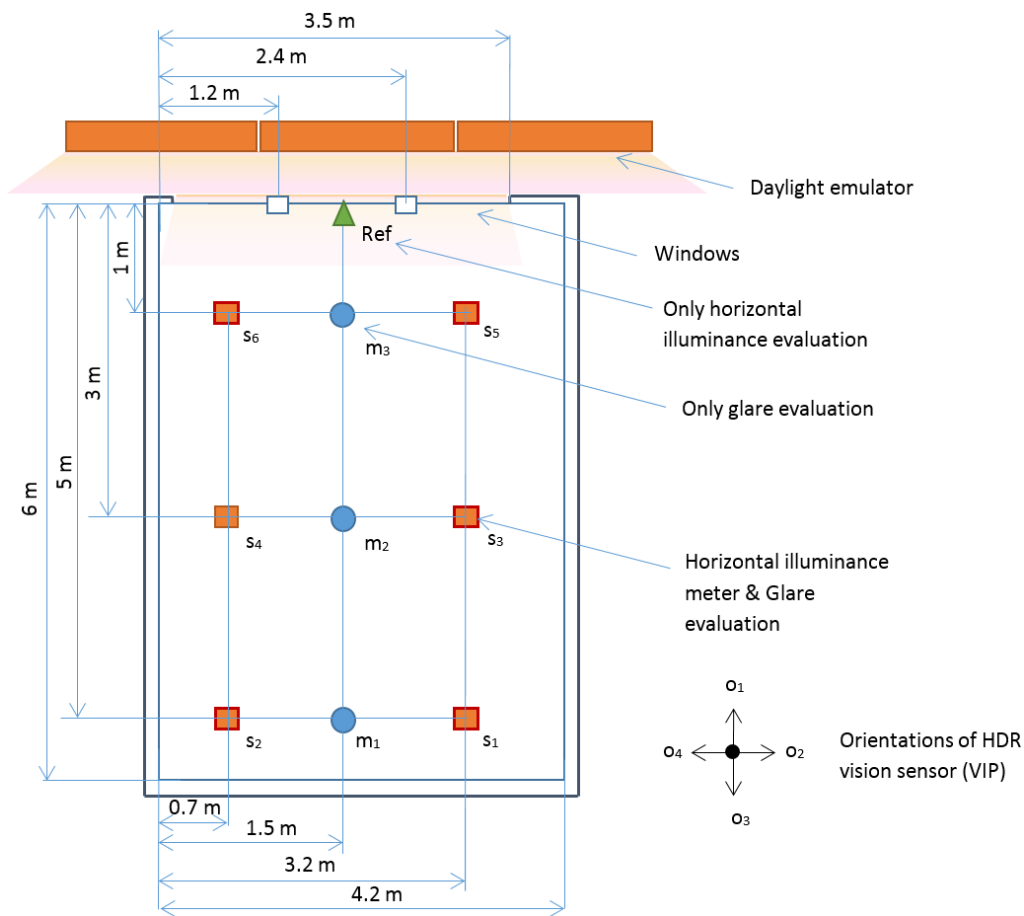 3.5 m
2.4 m
1.2 m
Daylight emulator
Ref
Windows
1 m
Only horizontal
illuminance evaluation
s₆
m₃
s₅
3 m
Only glare evaluation
5 m
6 m
s₄
m₂
s₃
Horizontal illuminance
meter & Glare
evaluation
o₁
s₂
m₁
s₁
o₄
o₂
Orientations of HDR
vision sensor (VIP)
o₃
0.7 m
1.5 m
3.2 m
4.2 m